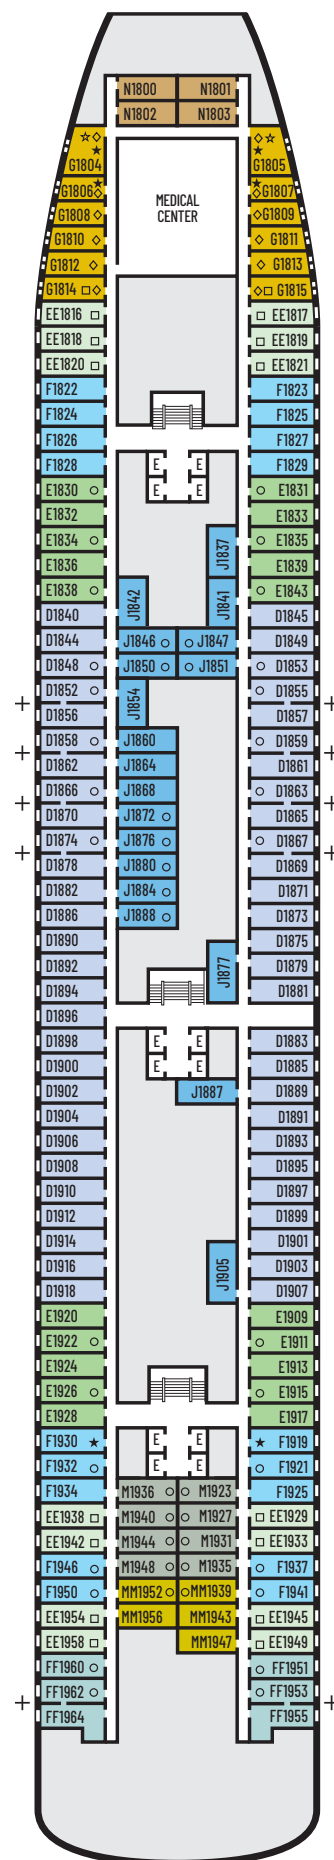 N1800 N1801
N1802 N1803
G1804 G1805
G1806 G1807
MEDICAL
CENTER
G1808 G1809
G1810 G1811
G1812 G1813
G1814 G1815
EE1816 EE1817
EE1818 EE1819
EE1820 EE1821
F1822 F1823
F1824 F1825
F1826 F1827
F1828 E E F1829
E1830 E E E1831
E1832 E1833
E1834 J1837 E1835
E1836 E1839
E1838 J1842 J1841 E1843
D1840 D1845
D1844 J1846 J1847 D1849
D1848 J1850 J1851 D1853
D1852 J1854 D1855
D1856 D1857
D1858 J1860 D1859
D1862 J1864 D1861
D1866 J1868 D1863
D1870 J1872 D1865
D1874 J1876 D1867
D1878 J1880 D1869
D1882 J1884 D1871
D1886 J1888 D1873
D1890 D1875
D1892 J1877 D1879
D1894 D1881
D1896
D1898 E E D1883
D1900 E E D1885
D1902 J1887 D1889
D1904 D1891
D1906 D1893
D1908 D1895
D1910 D1897
D1912 D1899
D1914 J1905 D1901
D1916 D1903
D1918 D1907
E1920 E1909
E1922 E1911
E1924 E1913
E1926 E1915
E1928 E1917
F1930 E E F1919
F1932 E E F1921
F1934 M1936 M1923 F1925
EE1938 M1940 M1927 EE1929
EE1942 M1944 M1931 EE1933
F1946 M1948 M1935 F1937
F1950 MM1952 MM1939 F1941
EE1954 MM1956 MM1943 EE1945
EE1958 MM1947 EE1949
FF1960 FF1951
FF1962 FF1953
FF1964 FF1955